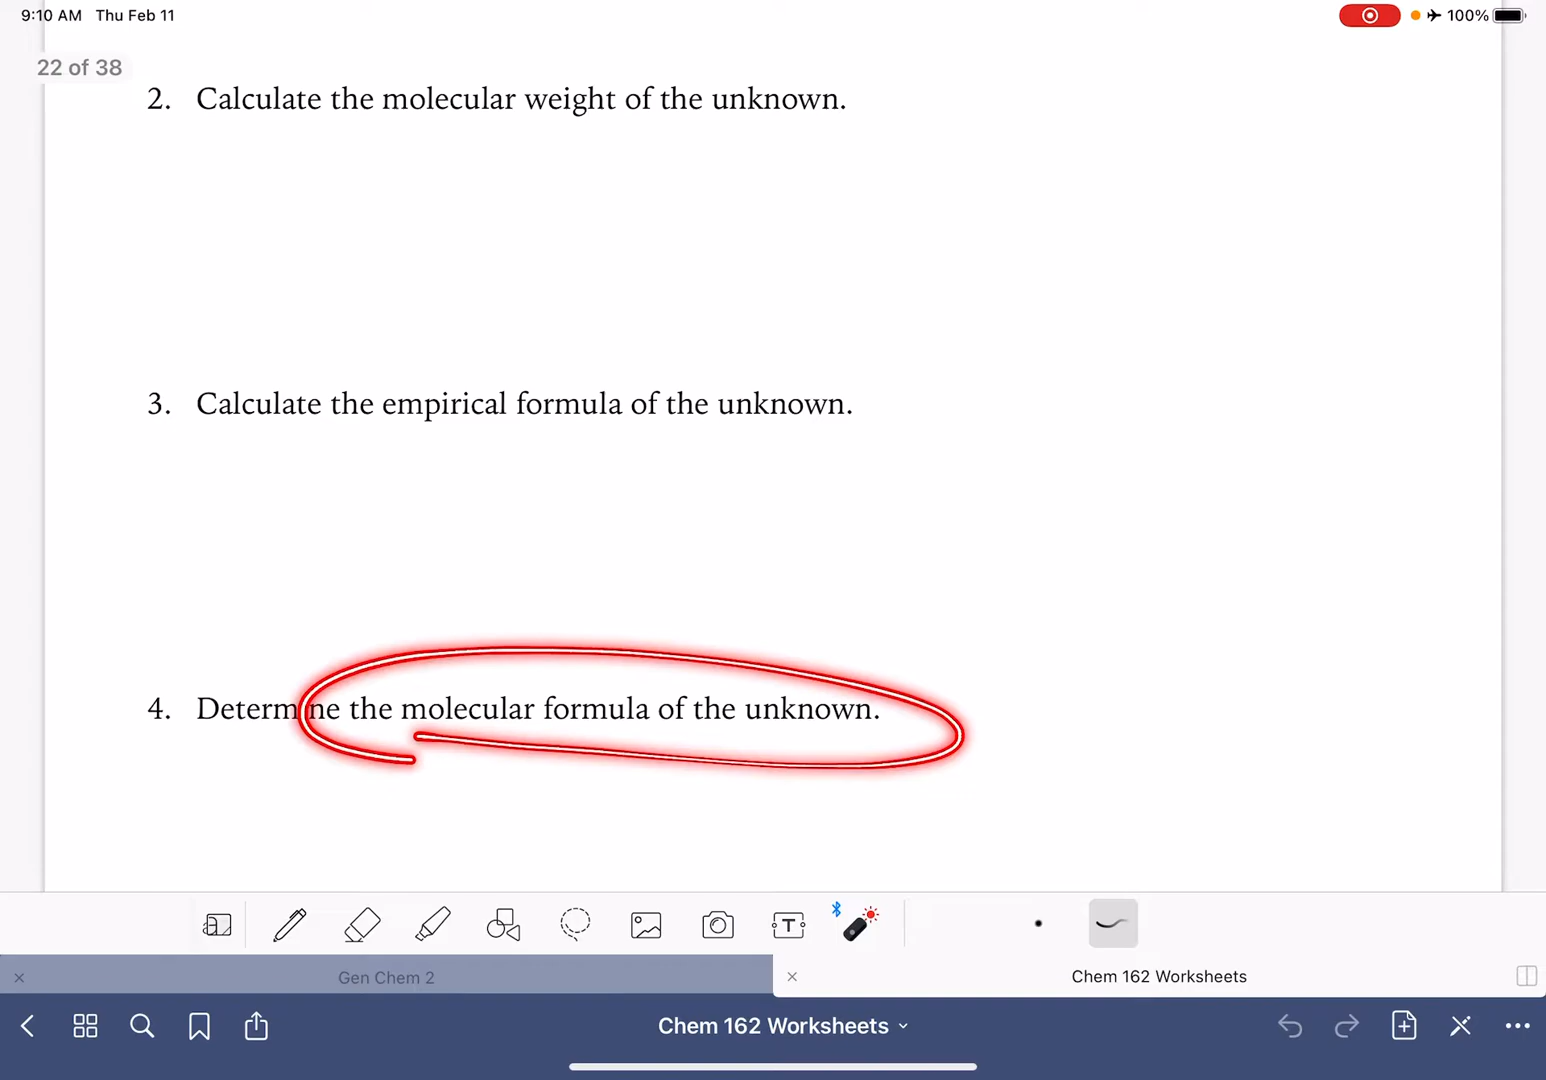 9:10 AM Thu Feb 11
100%
22 of 38
2. Calculate the molecular weight of the unknown.
3. Calculate the empirical formula of the unknown.
4. Determine the molecular formula of the unknown.
Gen Chem 2
Chem 162 Worksheets
Chem 162 Worksheets